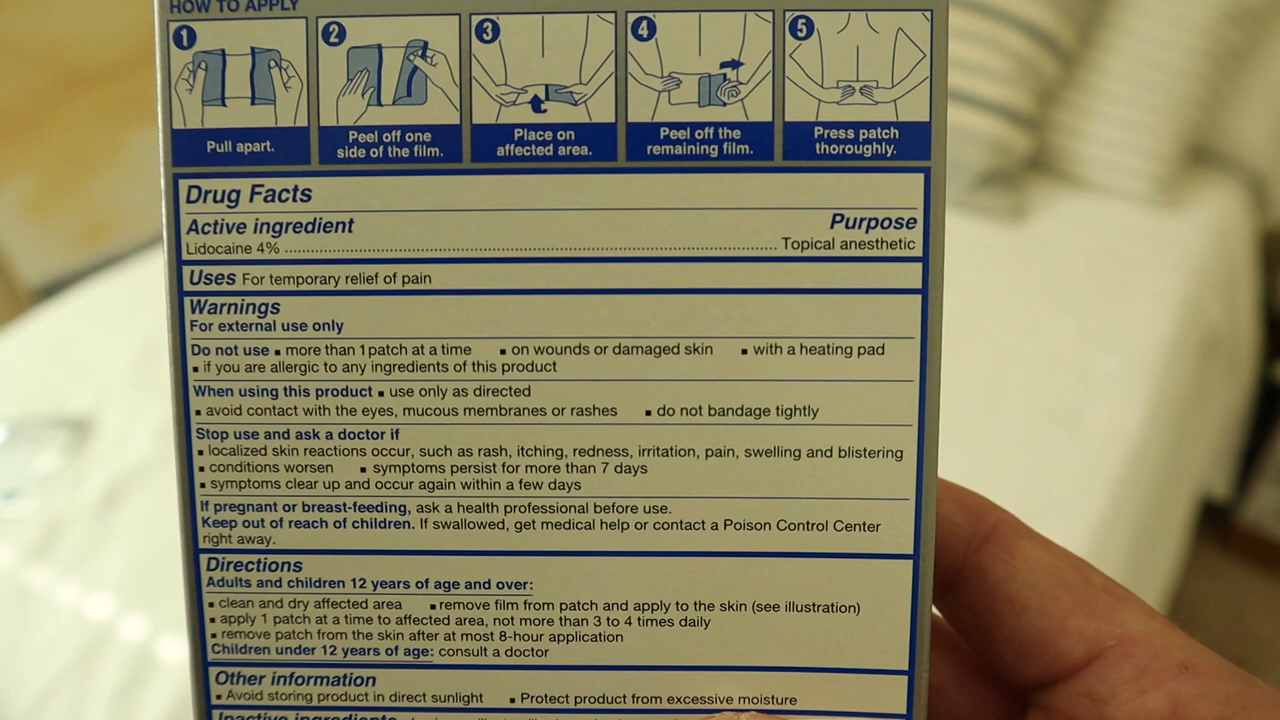 HOW TO APPLY
1
2
3
4
5
Pull apart.
Peel off one
side of the film.
Place on
affected area.
Peel off the
remaining film.
Press patch
thoroughly.
Drug Facts
Active ingredient Purpose
Lidocaine 4% ........................................................................................................ Topical anesthetic
Uses For temporary relief of pain
Warnings
For external use only
Do not use ▪ more than 1 patch at a time ▪ on wounds or damaged skin ▪ with a heating pad
▪ if you are allergic to any ingredients of this product
When using this product ▪ use only as directed
▪ avoid contact with the eyes, mucous membranes or rashes ▪ do not bandage tightly
Stop use and ask a doctor if
▪ localized skin reactions occur, such as rash, itching, redness, irritation, pain, swelling and blistering
▪ conditions worsen ▪ symptoms persist for more than 7 days
▪ symptoms clear up and occur again within a few days
If pregnant or breast-feeding, ask a health professional before use.
Keep out of reach of children. If swallowed, get medical help or contact a Poison Control Center
right away.
Directions
Adults and children 12 years of age and over:
▪ clean and dry affected area ▪ remove film from patch and apply to the skin (see illustration)
▪ apply 1 patch at a time to affected area, not more than 3 to 4 times daily
▪ remove patch from the skin after at most 8-hour application
Children under 12 years of age: consult a doctor
Other information
▪ Avoid storing product in direct sunlight ▪ Protect product from excessive moisture
Inactive ingredients